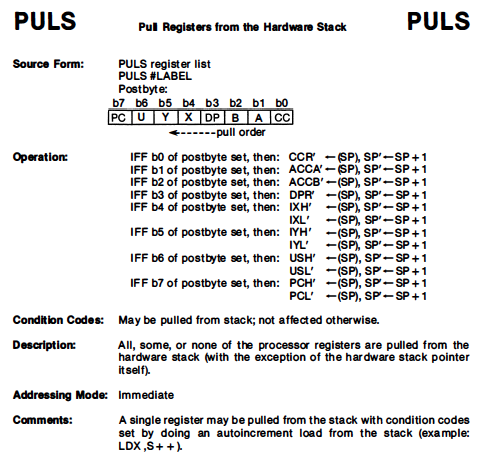 PULS Pull Registers from the Hardware Stack PULS
Source Form: PULS register list
PULS #LABEL
Postbyte:
b7 b6 b5 b4 b3 b2 b1 b0
PC U Y X DP B A CC
←------pull order
Operation: IFF b0 of postbyte set, then: CCR′ ←(SP), SP′←SP+1
IFF b1 of postbyte set, then: ACCA′ ←(SP), SP′←SP+1
IFF b2 of postbyte set, then: ACCB′ ←(SP), SP′←SP+1
IFF b3 of postbyte set, then: DPR′ ←(SP), SP′←SP+1
IFF b4 of postbyte set, then: IXH′ ←(SP), SP′←SP+1
IXL′ ←(SP), SP′←SP+1
IFF b5 of postbyte set, then: IYH′ ←(SP), SP′←SP+1
IYL′ ←(SP), SP′←SP+1
IFF b6 of postbyte set, then: USH′ ←(SP), SP′←SP+1
USL′ ←(SP), SP′←SP+1
IFF b7 of postbyte set, then: PCH′ ←(SP), SP′←SP+1
PCL′ ←(SP), SP′←SP+1
Condition Codes: May be pulled from stack; not affected otherwise.
Description: All, some, or none of the processor registers are pulled from the
hardware stack (with the exception of the hardware stack pointer
itself).
Addressing Mode: Immediate
Comments: A single register may be pulled from the stack with condition codes
set by doing an autoincrement load from the stack (example:
LDX ,S++).